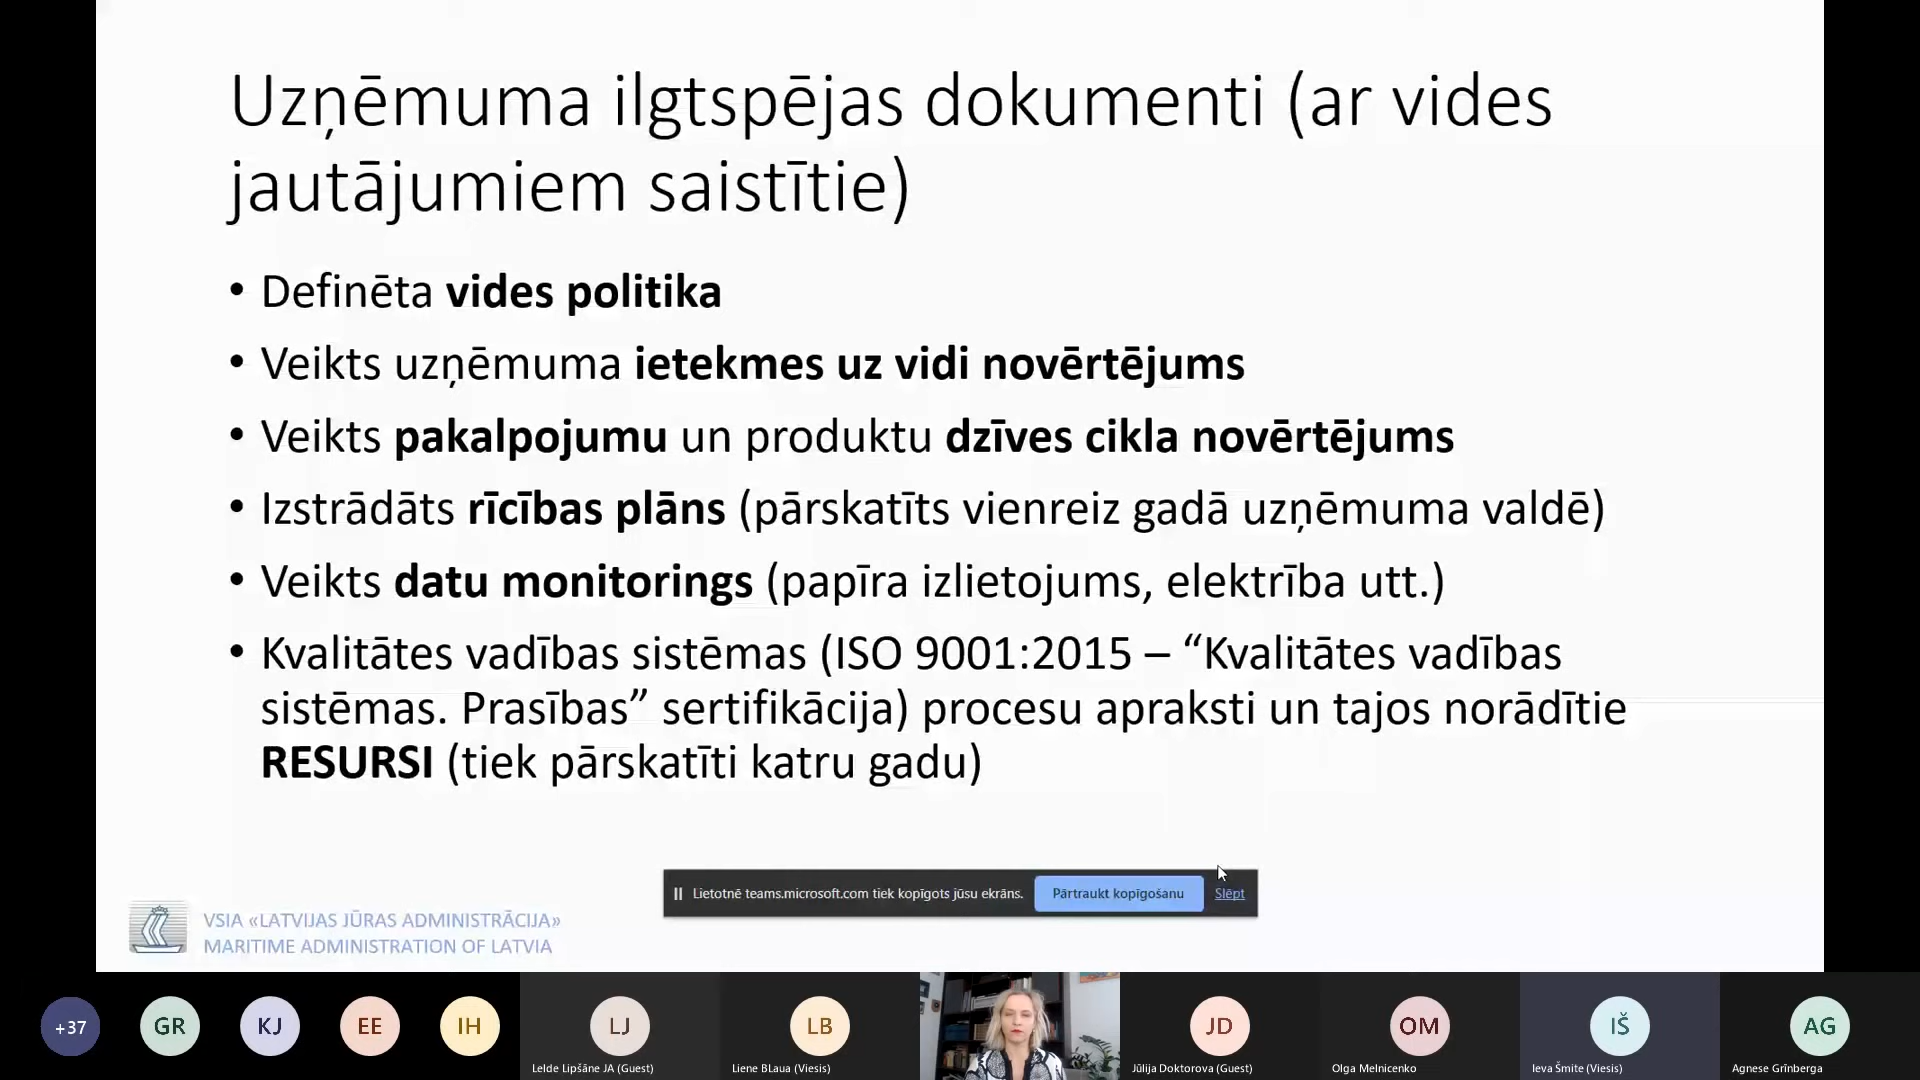 Uzņēmuma ilgtspējas dokumenti (ar vides
jautājumiem saistītie)
• Definēta vides politika
• Veikts uzņēmuma ietekmes uz vidi novērtējums
• Veikts pakalpojumu un produktu dzīves cikla novērtējums
• Izstrādāts rīcības plāns (pārskatīts vienreiz gadā uzņēmuma valdē)
• Veikts datu monitorings (papīra izlietojums, elektrība utt.)
• Kvalitātes vadības sistēmas (ISO 9001:2015 – “Kvalitātes vadības
sistēmas. Prasības” sertifikācija) procesu apraksti un tajos norādītie
RESURSI (tiek pārskatīti katru gadu)
Lietotnē teams.microsoft.com tiek kopīgots jūsu ekrāns. Pārtraukt kopīgošanu Slēpt
VSIA «LATVIJAS JŪRAS ADMINISTRĀCIJA»
MARITIME ADMINISTRATION OF LATVIA
+37 GR KJ EE IH LJ LB JD OM IŠ AG
Lelde Lipšāne JA (Guest) Liene BLaua (Viesis) Jūlija Doktorova (Guest) Olga Melnicenko Ieva Šmite (Viesis) Agnese Grīnberga